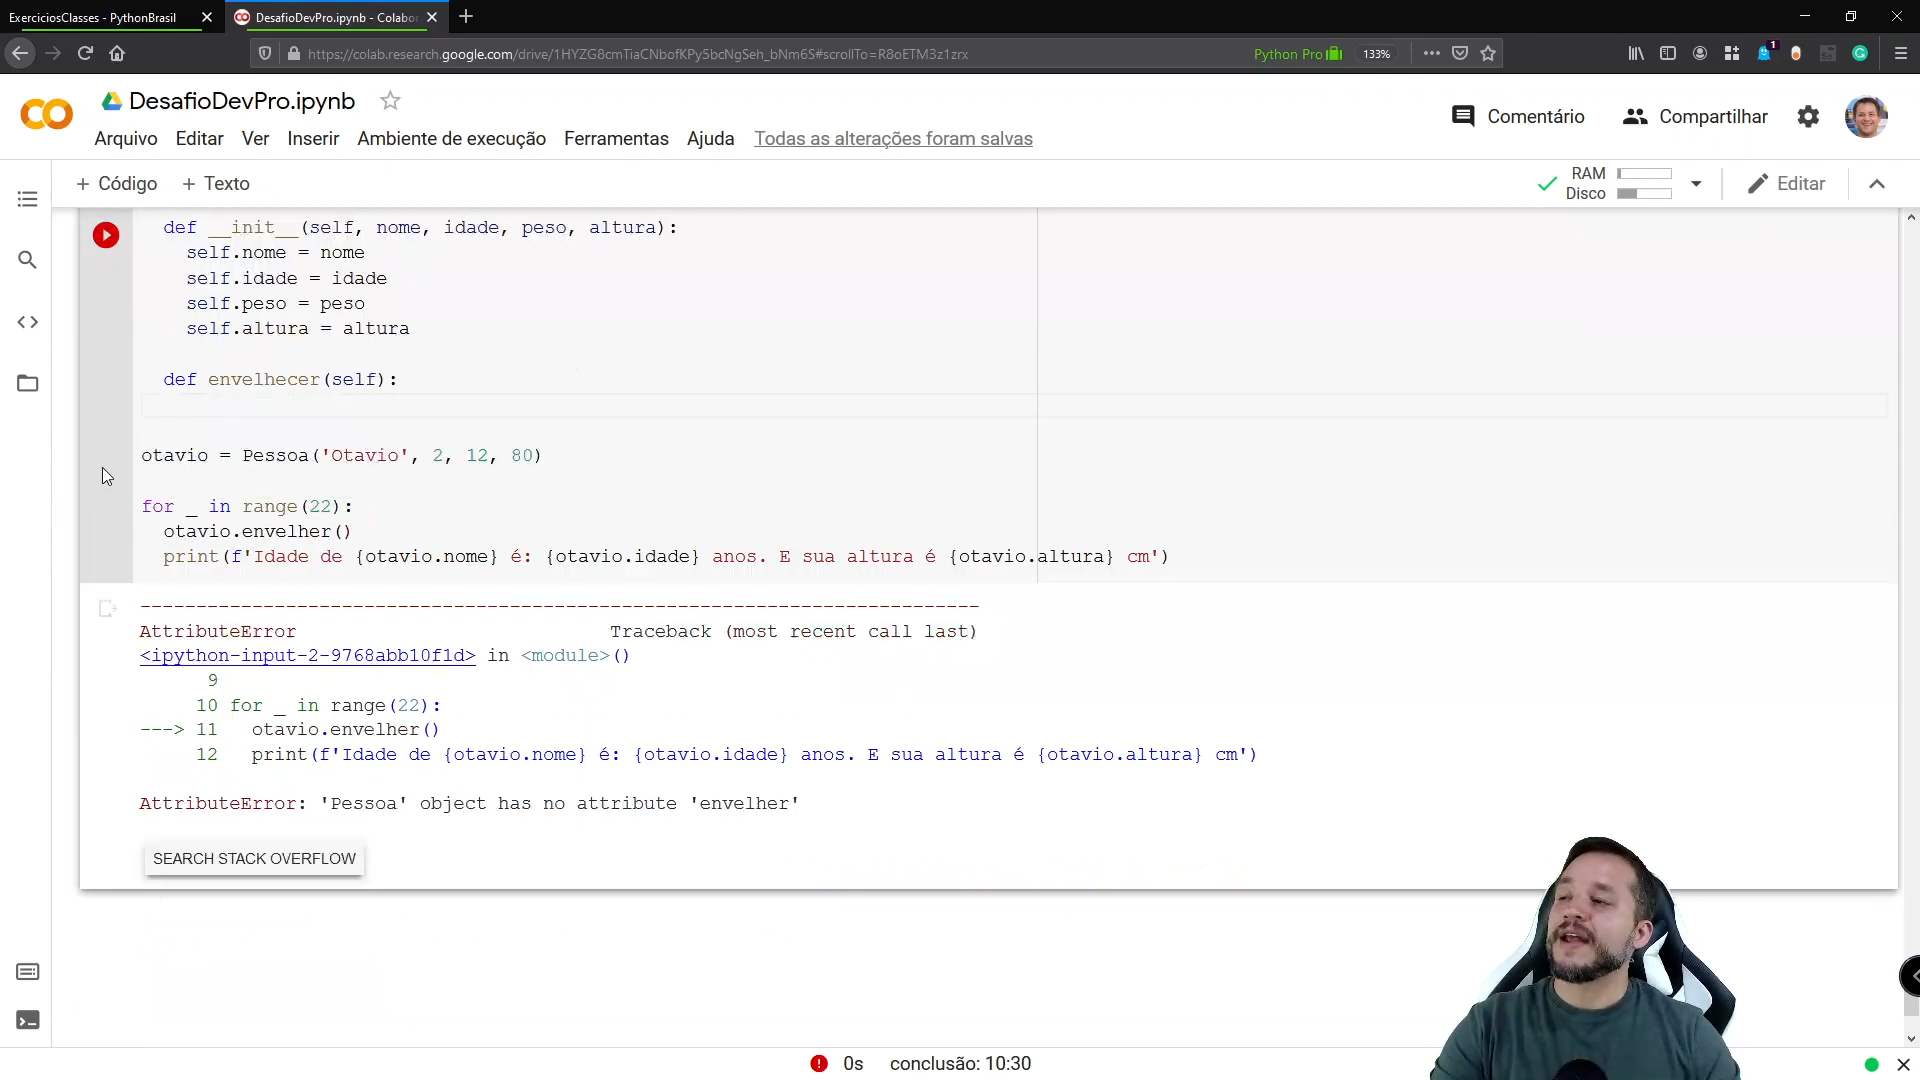 ExerciciosClasses - PythonBrasil
DesafioDevPro.ipynb - Colabo
https://colab.research.google.com/drive/1HYZG8cmTiaCNbofKPy5bcNgSeh_bNm6S#scrollTo=R8oETM3z1zrx
Python Pro
133%
1
DesafioDevPro.ipynb
Comentário
Compartilhar
Arquivo Editar Ver Inserir Ambiente de execução Ferramentas Ajuda Todas as alterações foram salvas
+ Código + Texto
RAM
Disco
Editar
def __init__(self, nome, idade, peso, altura):
self.nome = nome
self.idade = idade
self.peso = peso
self.altura = altura
def envelhecer(self):
otavio = Pessoa('Otavio', 2, 12, 80)
for _ in range(22):
otavio.envelher()
print(f'Idade de {otavio.nome} é: {otavio.idade} anos. E sua altura é {otavio.altura} cm')
---------------------------------------------------------------------------
AttributeError Traceback (most recent call last)
<ipython-input-2-9768abb10f1d> in <module>()
9
10 for _ in range(22):
---> 11 otavio.envelher()
12 print(f'Idade de {otavio.nome} é: {otavio.idade} anos. E sua altura é {otavio.altura} cm')
AttributeError: 'Pessoa' object has no attribute 'envelher'
SEARCH STACK OVERFLOW
0s conclusão: 10:30